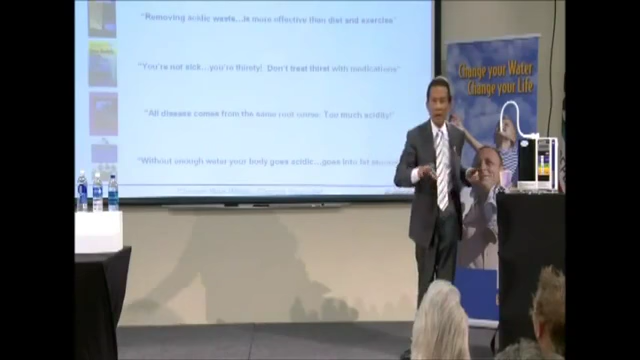 "Removing acidic waste...is more effective than diet and exercise"
"You're not sick...you're thirsty! Don't treat thirst with medications"
"All disease comes from the same root cause: Too much acidity!"
"Without enough water your body goes acidic...goes into fat
Change your Water
Change your Life